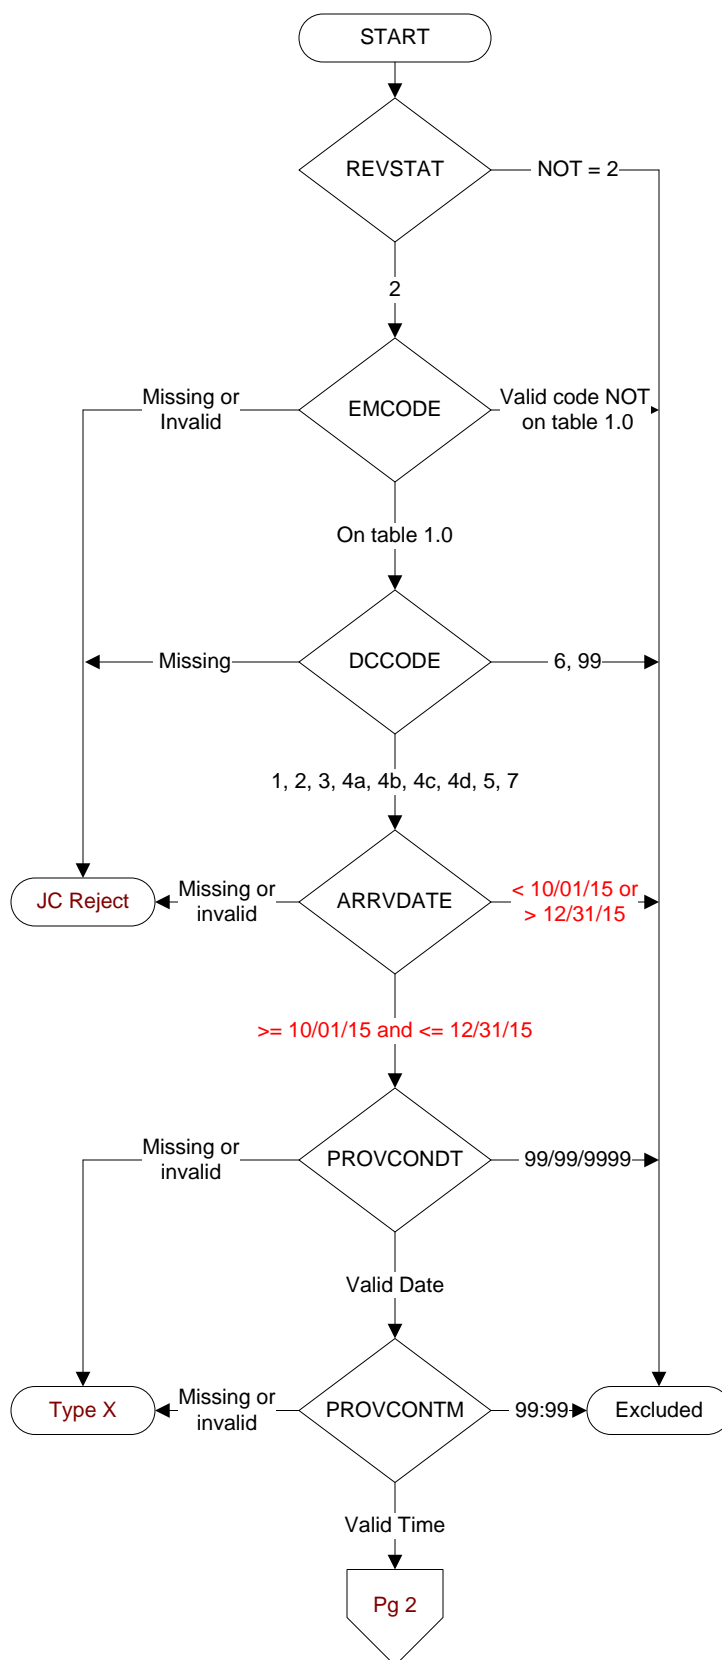 START
REVSTAT
NOT = 2
2
Missing or
Invalid
EMCODE
Valid code NOT
on table 1.0
On table 1.0
Missing
DCCODE
6, 99
1, 2, 3, 4a, 4b, 4c, 4d, 5, 7
JC Reject
Missing or
invalid
ARRVDATE
< 10/01/15 or
> 12/31/15
>= 10/01/15 and <= 12/31/15
Missing or
invalid
PROVCONDT
99/99/9999
Valid Date
Type X
Missing or
invalid
PROVCONTM
99:99
Excluded
Valid Time
Pg 2